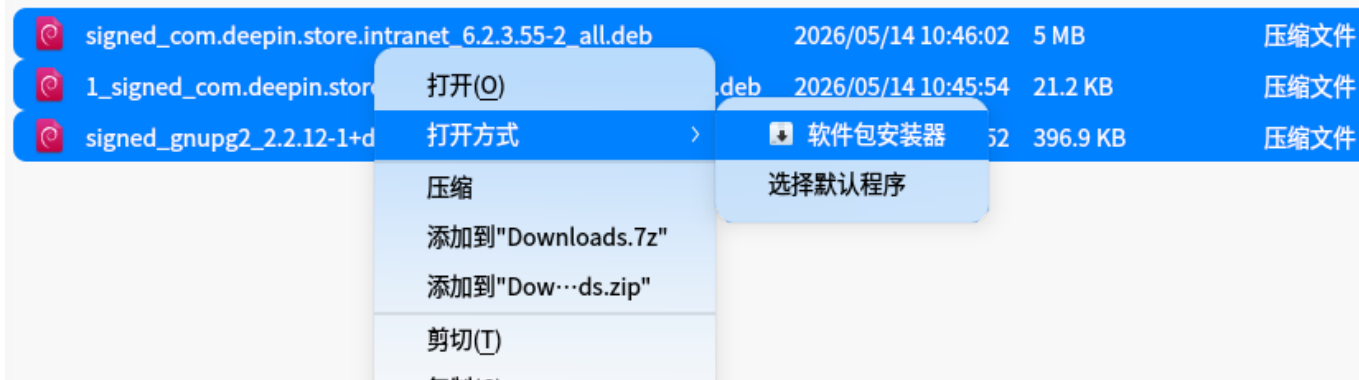 signed_com.deepin.store.intranet_6.2.3.55-2_all.deb 2026/05/14 10:46:02 5 MB 压缩文件
打开(O)
1_signed_com.deepin.stor .deb 2026/05/14 10:45:54 21.2 KB 压缩文件
打开方式 软件包安装器
signed_gnupg2_2.2.12-1+d 52 396.9 KB 压缩文件
选择默认程序
压缩
添加到"Downloads.7z"
添加到"Dow···ds.zip"
剪切(T)